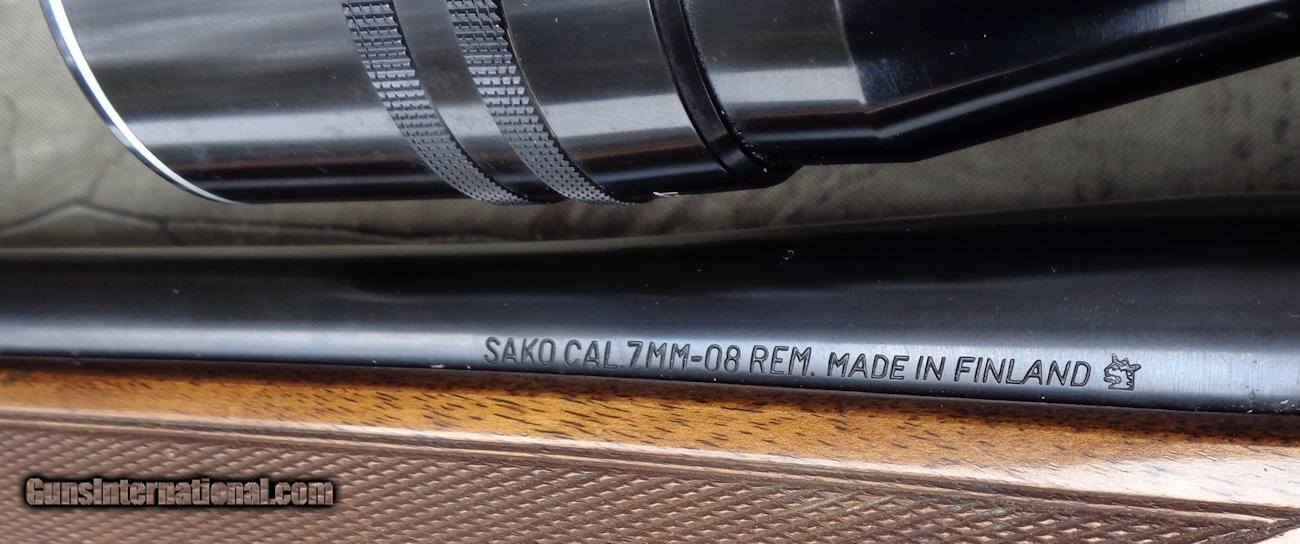 SAKO CAL.7MM-08 REM. MADE IN FINLAND
GunsInternational.com